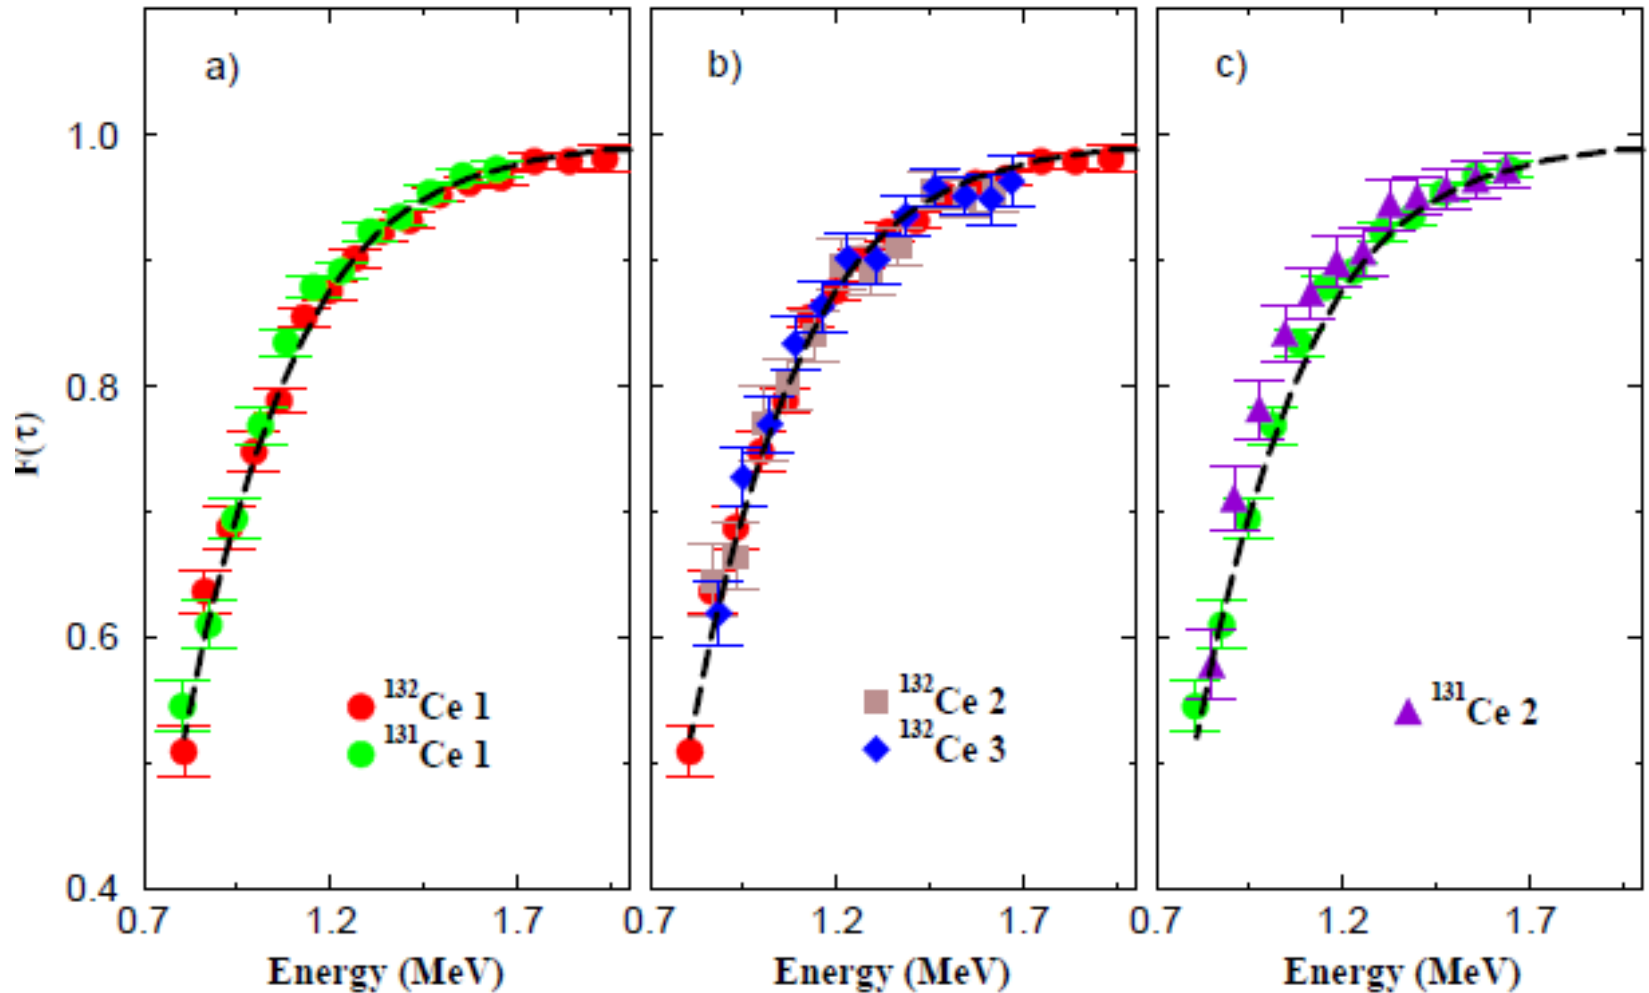 a) b) c)
1.0
0.8
F(τ)
0.6
¹³²Ce 1
¹³¹Ce 1
¹³²Ce 2
¹³²Ce 3
¹³¹Ce 2
0.4
0.7 1.2 1.7 0.7 1.2 1.7 0.7 1.2 1.7
Energy (MeV) Energy (MeV) Energy (MeV)